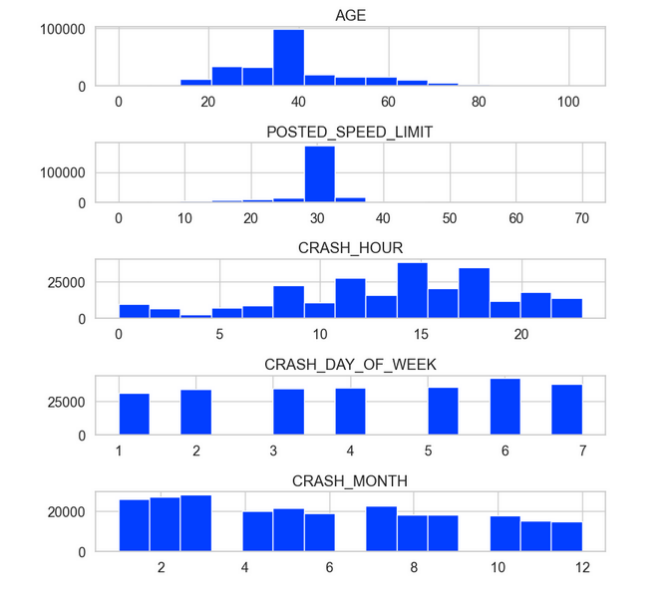 AGE
100000
0
0 20 40 60 80 100
POSTED_SPEED_LIMIT
100000
0
0 10 20 30 40 50 60 70
CRASH_HOUR
25000
0
0 5 10 15 20
CRASH_DAY_OF_WEEK
25000
0
1 2 3 4 5 6 7
CRASH_MONTH
20000
0
2 4 6 8 10 12